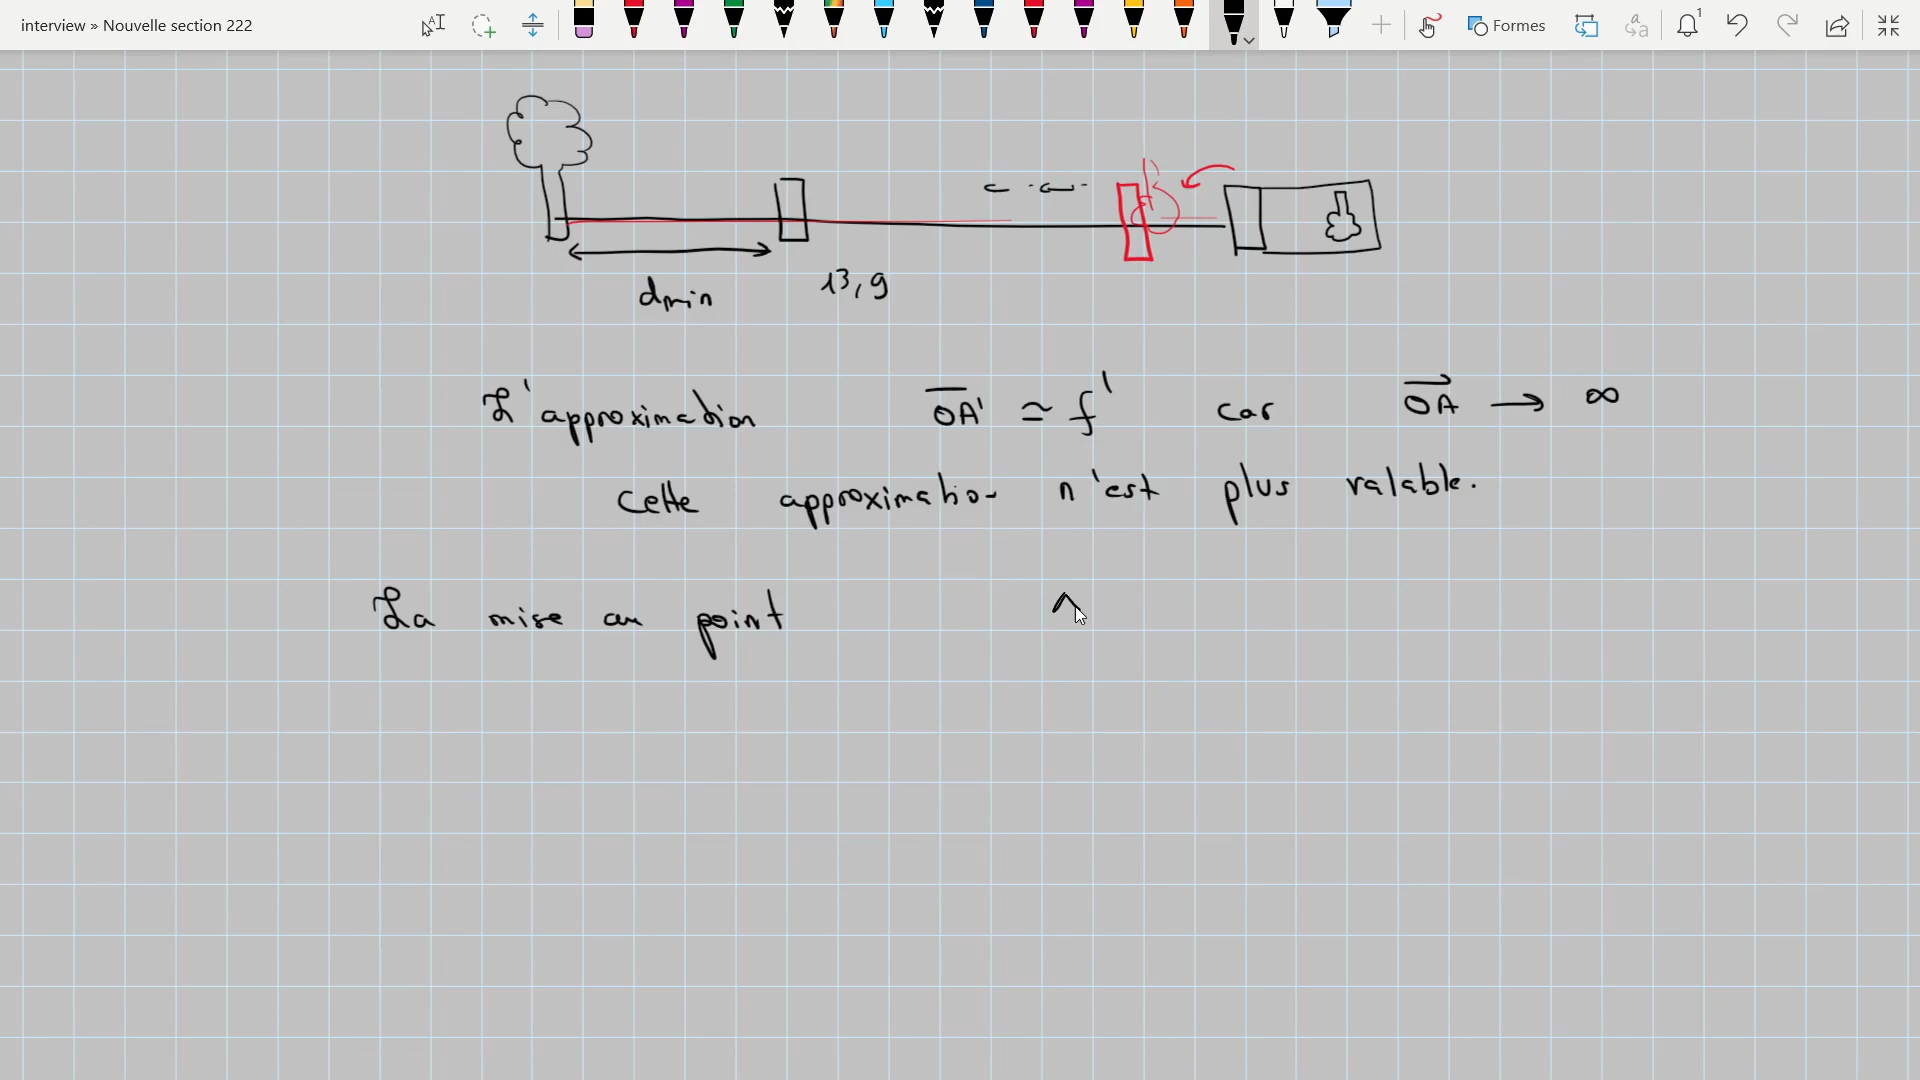 interview » Nouvelle section 222
Formes
1
dmin
13,9
L'approximation OA' ≃ f' car OA → ∞
Cette approximation n'est plus valable.
La mise au point